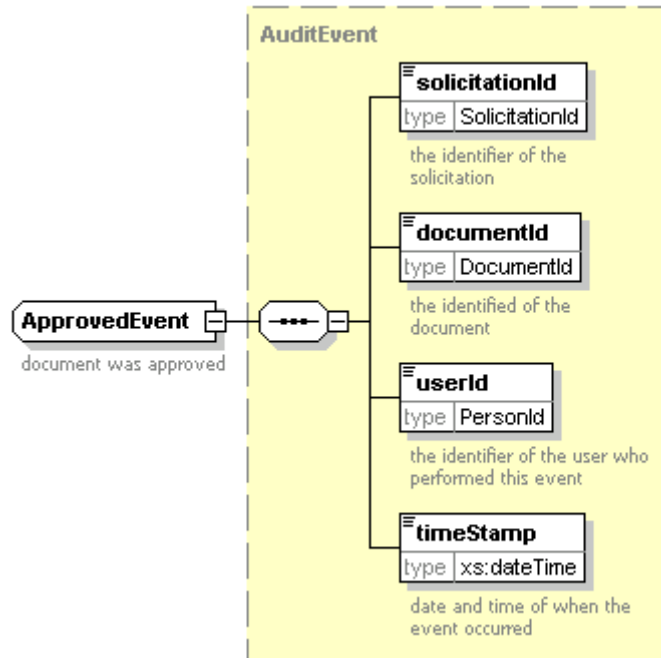 AuditEvent
solicitationId
type SolicitationId
the identifier of the
solicitation
documentId
type DocumentId
the identified of the
document
ApprovedEvent
document was approved
userId
type PersonId
the identifier of the user who
performed this event
timeStamp
type xs:dateTime
date and time of when the
event occurred